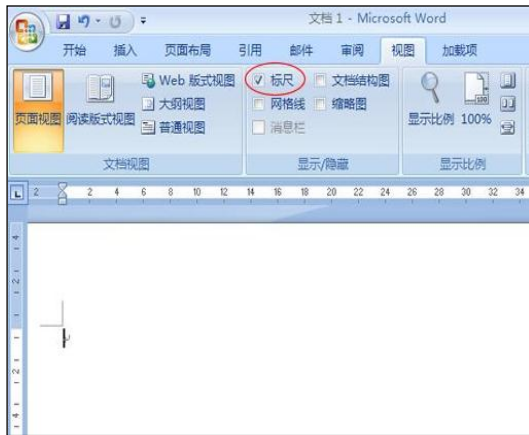 文档 1 - Microsoft Word
开始 插入 页面布局 引用 邮件 审阅 视图 加载项
页面视图 阅读版式视图 Web 版式视图 大纲视图 普通视图
标尺 文档结构图
网格线 缩略图
消息栏
显示比例 100%
文档视图 显示/隐藏 显示比例
L 2 2 4 6 8 10 12 14 16 18 20 22 24 26 28 30 32 34
4
2
2
4